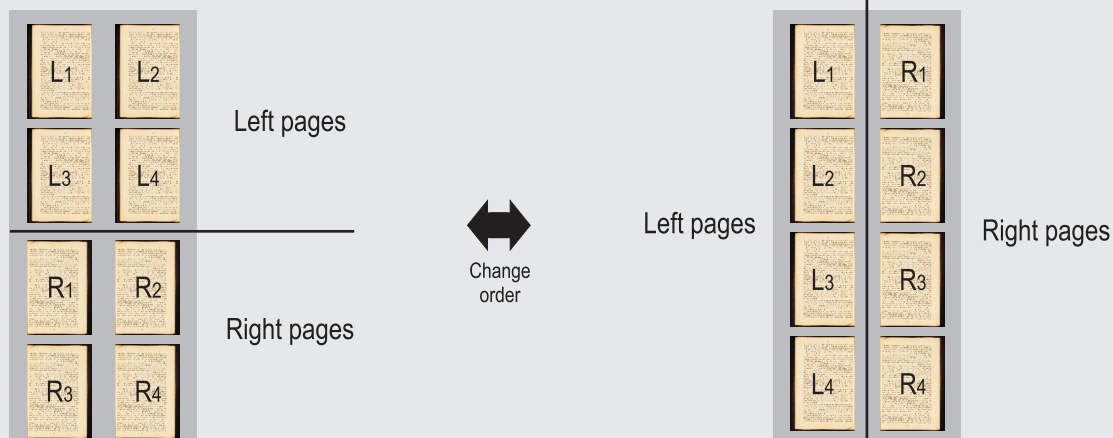 L1 L2
Left pages
L3 L4
R1 R2
Right pages
R3 R4
Change
order
L1 R1
L2 R2
Left pages
Right pages
L3 R3
L4 R4